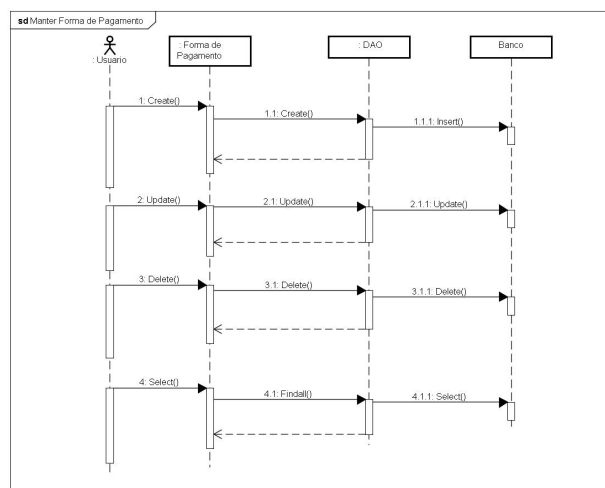 sd Manter Forma de Pagamento
: Usuario
: Forma de
Pagamento
: DAO
Banco
1: Create()
1.1: Create()
1.1.1: Insert()
2: Update()
2.1: Update()
2.1.1: Update()
3: Delete()
3.1: Delete()
3.1.1: Delete()
4: Select()
4.1: Findall()
4.1.1: Select()